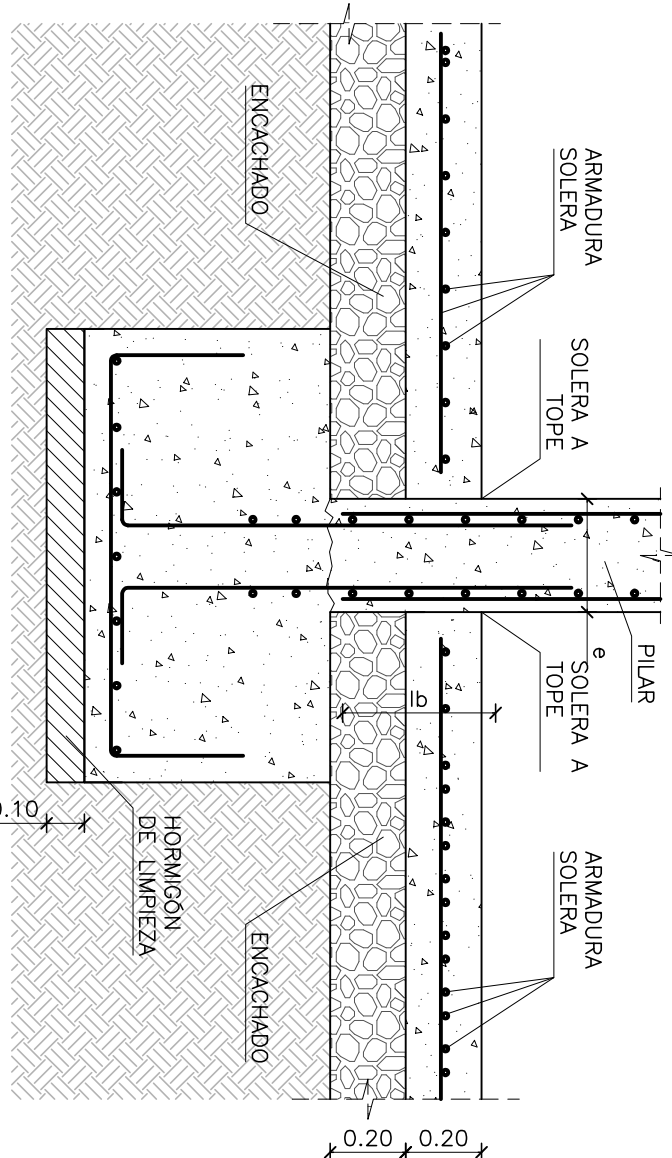 ARMADURA
SOLERA
SOLERA A
TOPE
ENCACHADO
e
PILAR
SOLERA A
TOPE
lb
ARMADURA
SOLERA
HORMIGÓN
DE LIMPIEZA
ENCACHADO
0.10
0.20
0.20